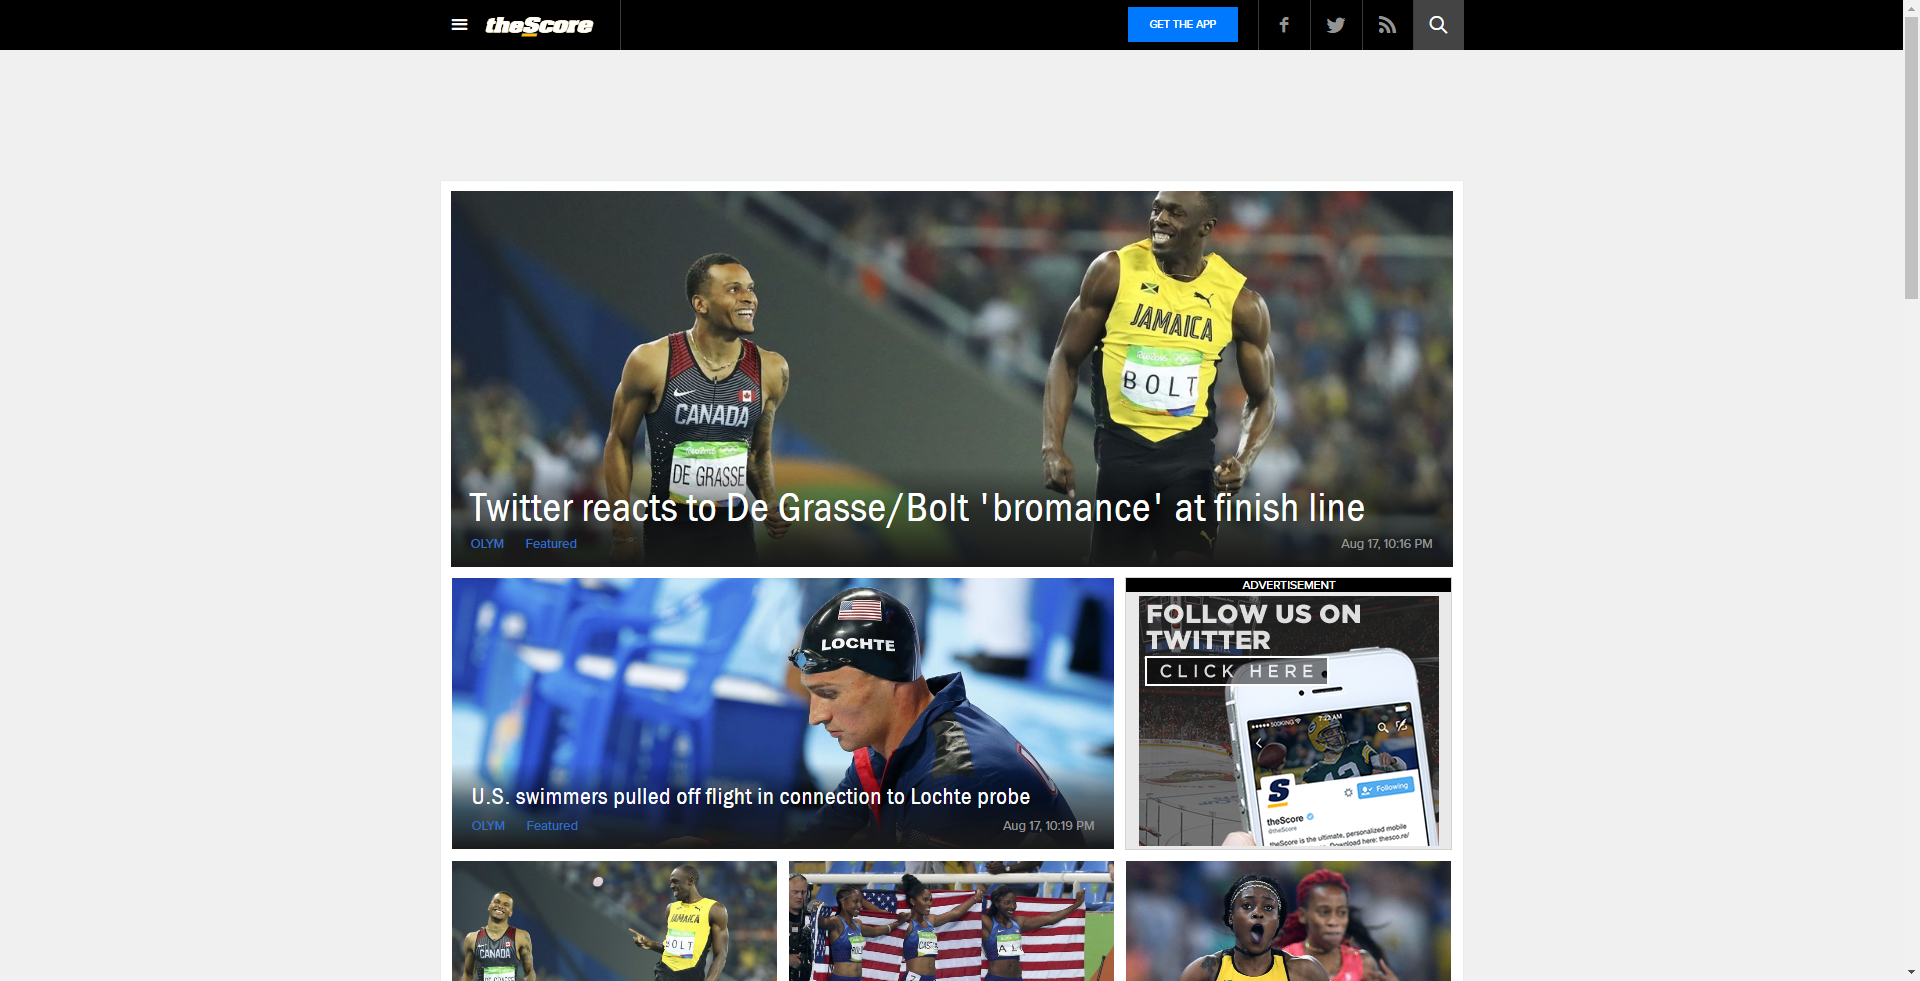 theScore
GET THE APP
JAMAICA
BOLT
CANADA
DE GRASSE
Twitter reacts to De Grasse/Bolt 'bromance' at finish line
OLYM Featured Aug 17, 10:16 PM
LOCHTE
U.S. swimmers pulled off flight in connection to Lochte probe
OLYM Featured Aug 17, 10:19 PM
ADVERTISEMENT
FOLLOW US ON
TWITTER
CLICK HERE
7:22 AM
12
S
Following
theScore
@theScore
theScore is the ultimate, personalized mobile
Download here: thesco.re/
CANADA
JAMAICA
BOLT